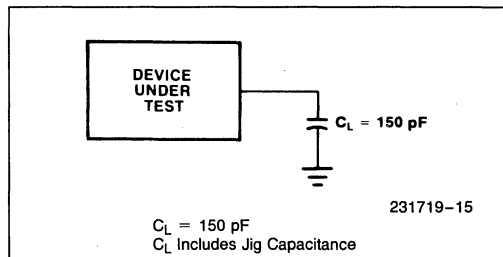 DEVICE
UNDER
TEST
C_L = 150 pF
231719-15
C_L = 150 pF
C_L Includes Jig Capacitance